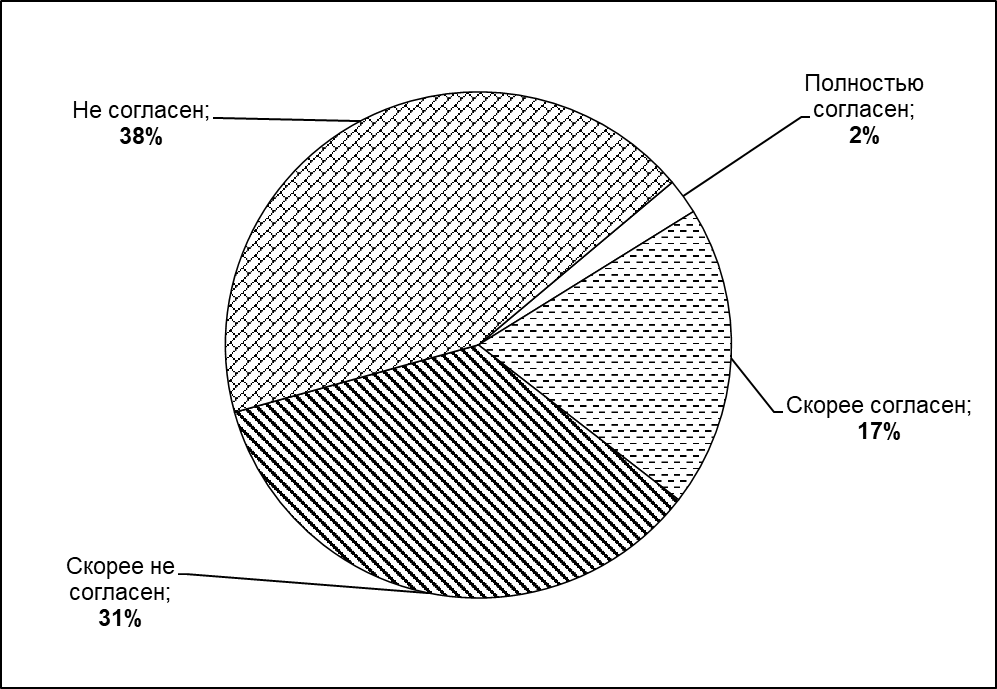 Не согласен;
38%
Полностью
согласен;
2%
Скорее согласен;
17%
Скорее не
согласен;
31%